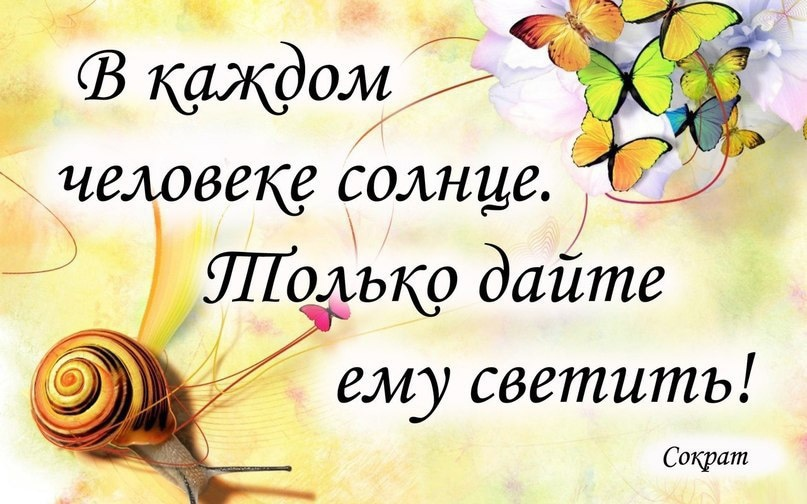 В каждом
человеке солнце.
Только дайте
ему светить!
Сократ